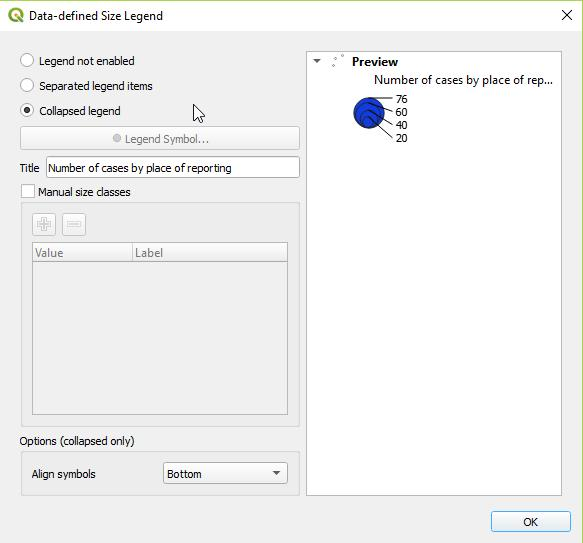 Data-defined Size Legend
Legend not enabled
Separated legend items
Collapsed legend
Legend Symbol...
Title Number of cases by place of reporting
Manual size classes
Value Label
Options (collapsed only)
Align symbols Bottom
Preview
Number of cases by place of rep...
76
60
40
20
OK